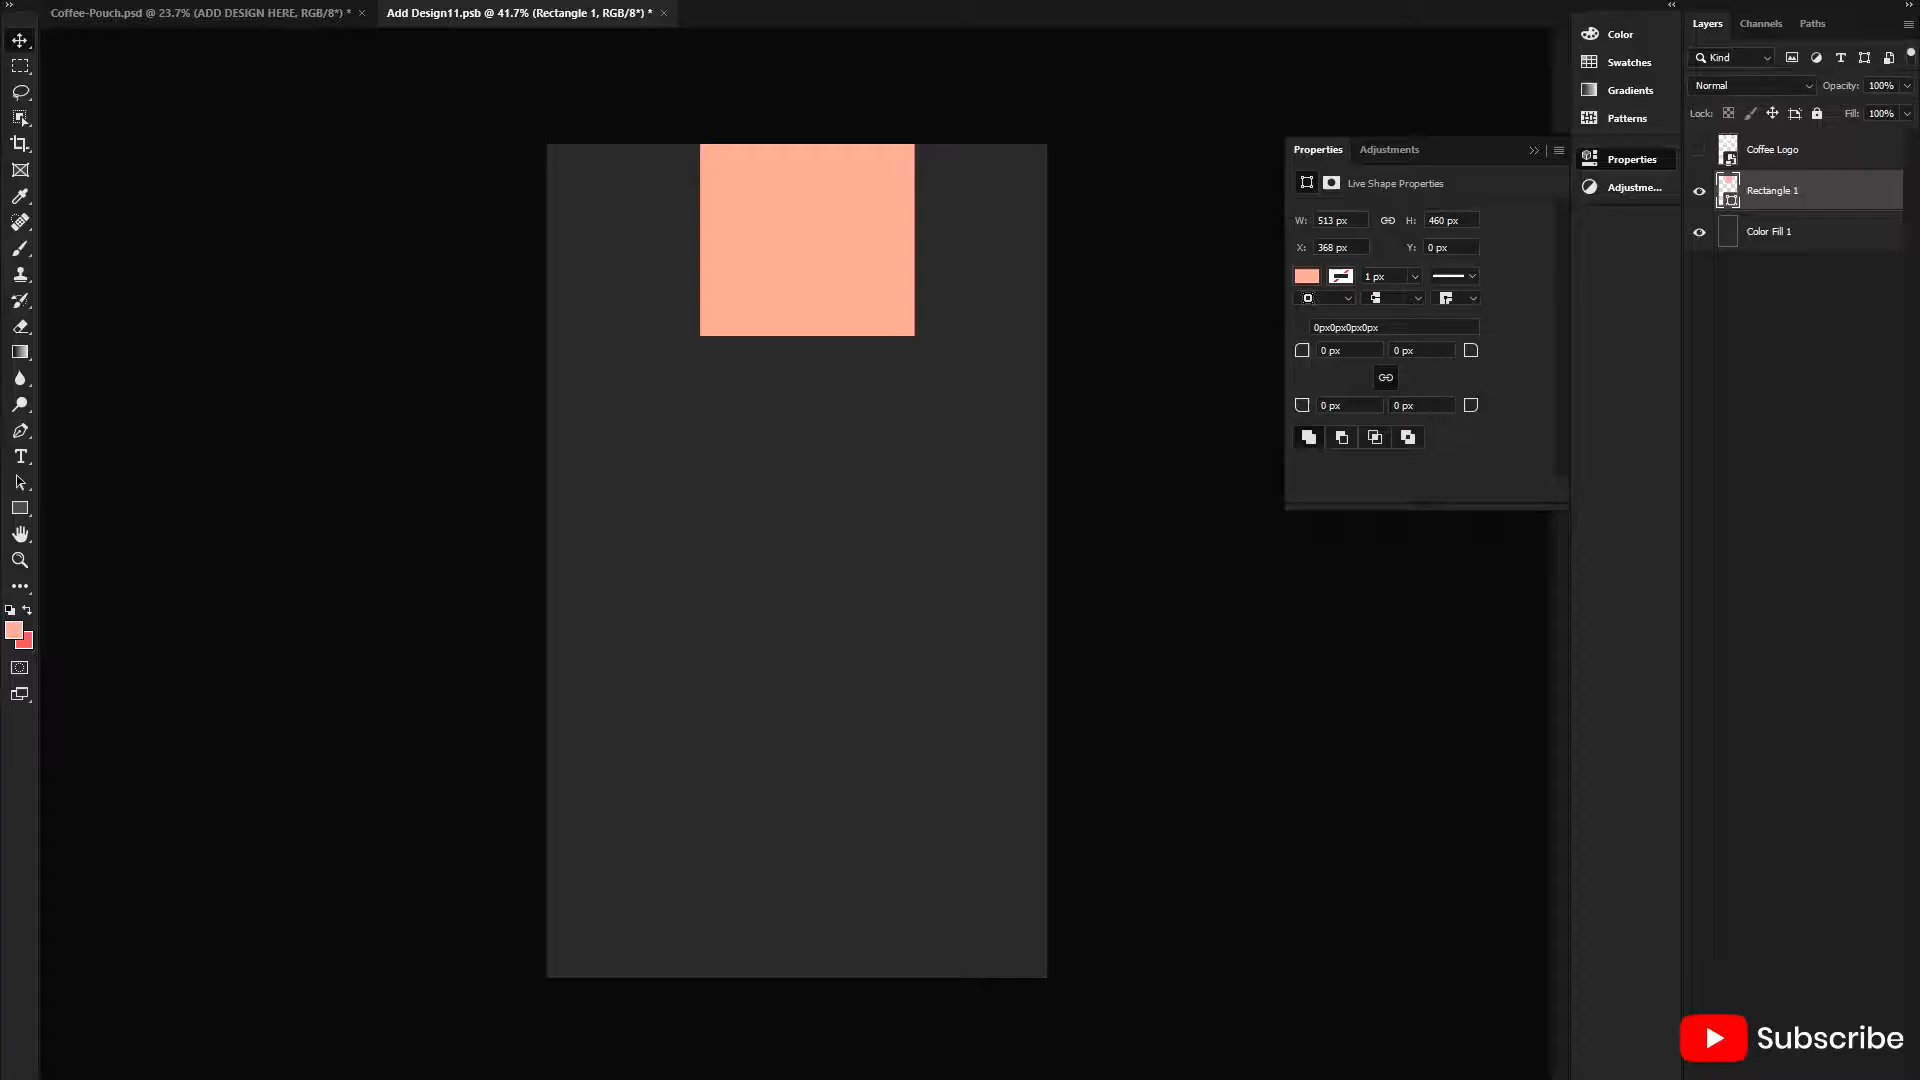 Coffee-Pouch.psd @ 23.7% (ADD DESIGN HERE, RGB/8*) *
Add Design11.psb @ 41.7% (Rectangle 1, RGB/8*) *
Color
Swatches
Gradients
Patterns
Properties
Adjustme...
Layers
Channels
Paths
Kind
Normal
Opacity: 100%
Lock:
Fill: 100%
Coffee Logo
Rectangle 1
Color Fill 1
Properties
Adjustments
Live Shape Properties
W: 513 px
H: 460 px
X: 368 px
Y: 0 px
1 px
0px0px0px0px
0 px
0 px
0 px
0 px
Subscribe